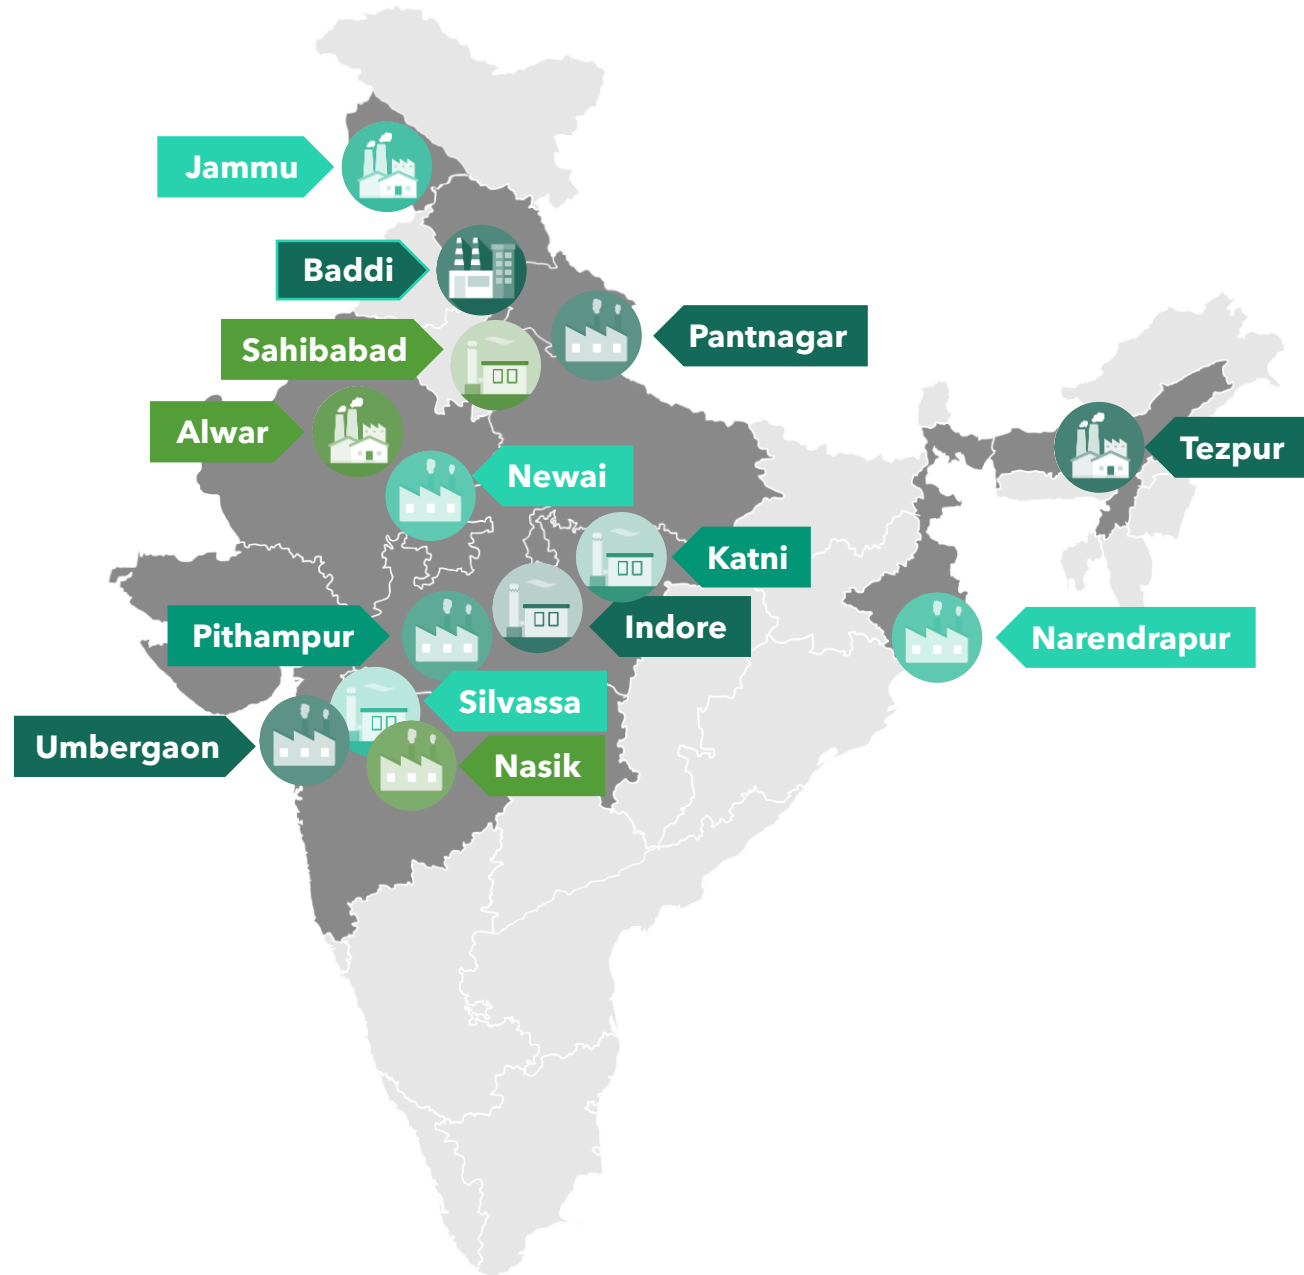 Jammu
Baddi
Pantnagar
Sahibabad
Alwar
Tezpur
Newai
Katni
Indore
Pithampur
Narendrapur
Silvassa
Umbergaon
Nasik